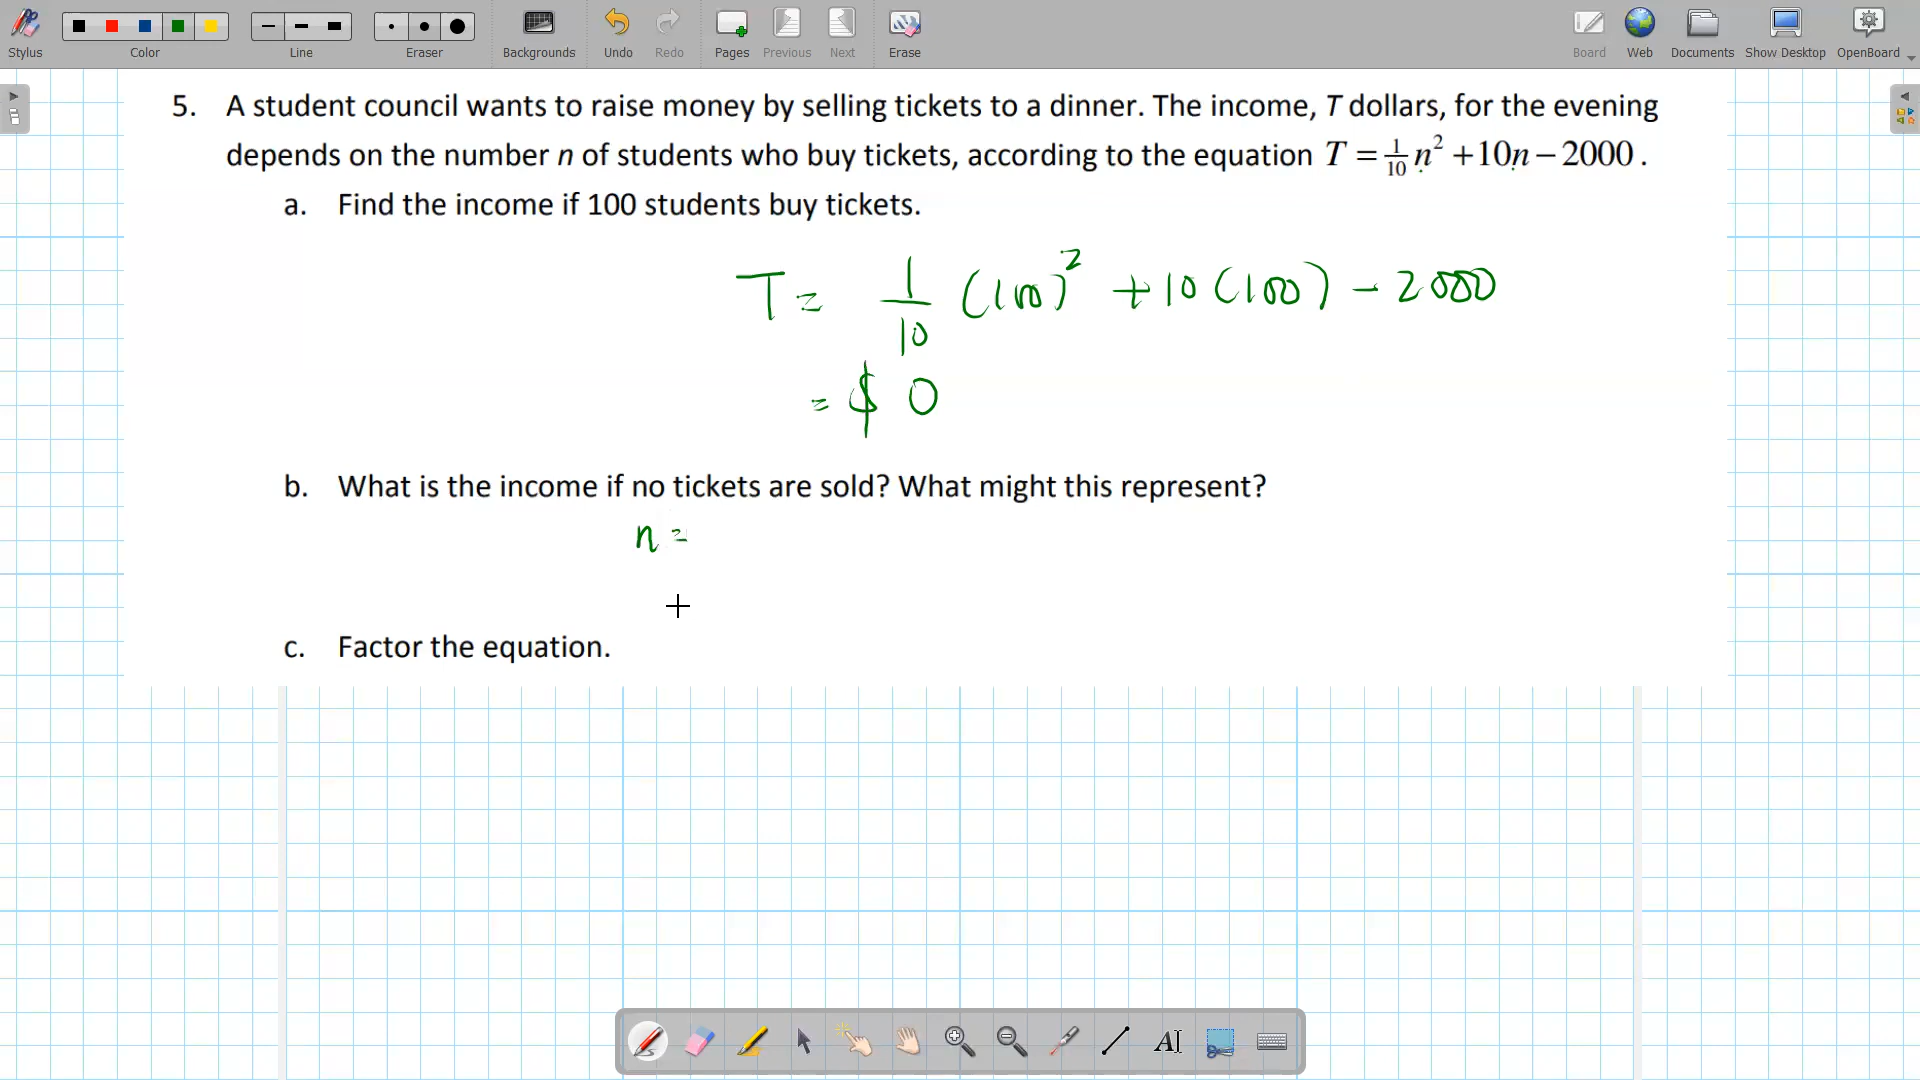 Stylus Color Line Eraser Backgrounds Undo Redo Pages Previous Next Erase Board Web Documents Show Desktop OpenBoard
5. A student council wants to raise money by selling tickets to a dinner. The income, T dollars, for the evening
depends on the number n of students who buy tickets, according to the equation T = 1/10 n² + 10n − 2000 .
a. Find the income if 100 students buy tickets.
T = 1/10 (100)² + 10 (100) - 2000
= $ 0
b. What is the income if no tickets are sold? What might this represent?
n =
c. Factor the equation.